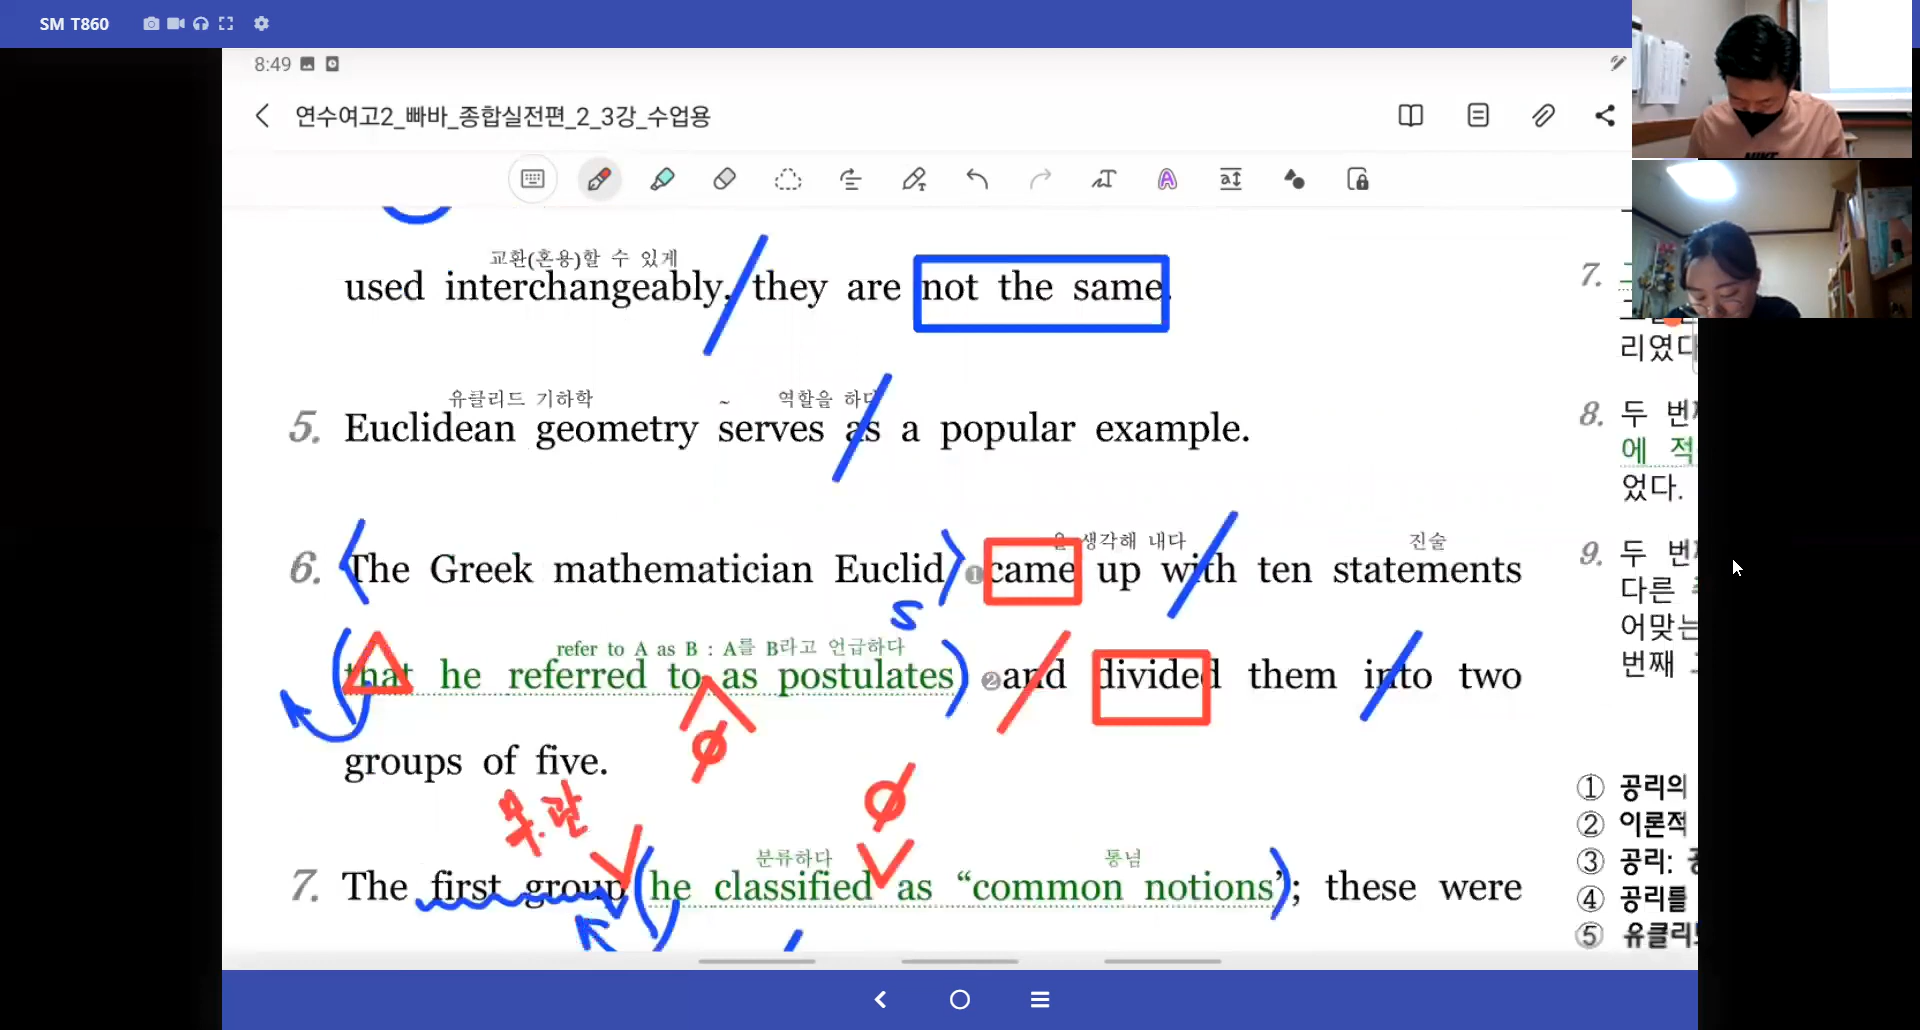 SM T860
8:49
연수여고2_빠바_종합실전편_2_3강_수업용
교환(혼용)할 수 있게
used interchangeably, they are not the same.
유클리드 기하학 ~ 역할을 하다
5. Euclidean geometry serves as a popular example.
을 생각해 내다 진술
6. The Greek mathematician Euclid ①came up with ten statements
S
refer to A as B : A를 B라고 언급하다
that he referred to as postulates ②and divided them into two
ø
groups of five.
목.관
ø
분류하다 통념
7. The first group he classified as “common notions”; these were
7.
리였다
8. 두 번
에 적
었다.
9. 두 번
다른
어맞는
번째
① 공리의
② 이론적
③ 공리:
④ 공리를
⑤ 유클리
NIKE